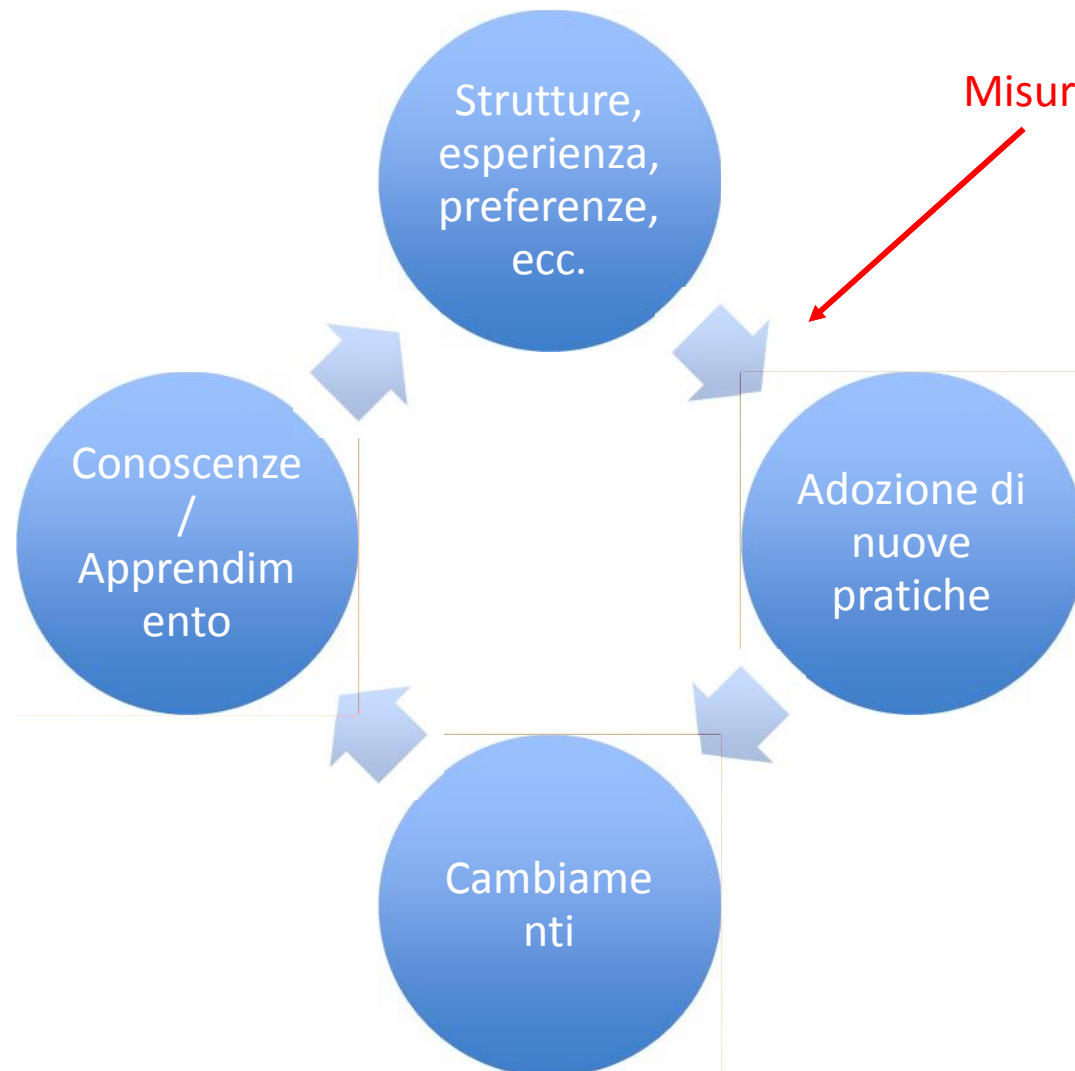 Strutture,
esperienza,
preferenze,
ecc.
Misur
Conoscenze
/
Apprendim
ento
Adozione di
nuove
pratiche
Cambiame
nti